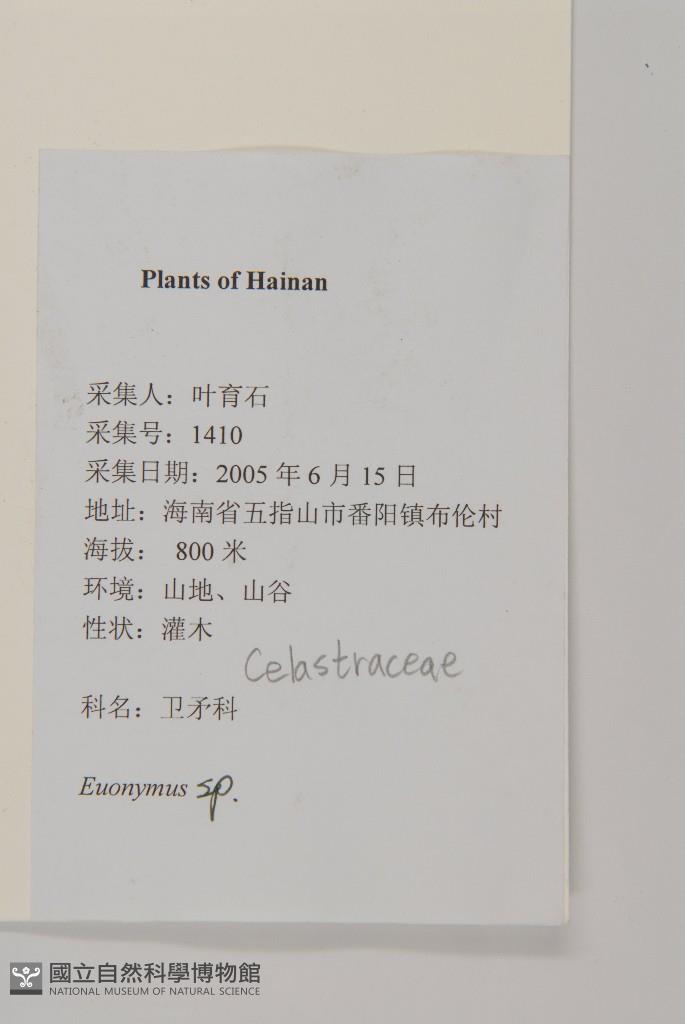 Plants of Hainan
采集人：叶育石
采集号：1410
采集日期：2005 年 6 月 15 日
地址：海南省五指山市番阳镇布伦村
海拔： 800 米
环境：山地、山谷
性状：灌木
Celastraceae
科名：卫矛科
Euonymus sp.
國立自然科學博物館
NATIONAL MUSEUM OF NATURAL SCIENCE